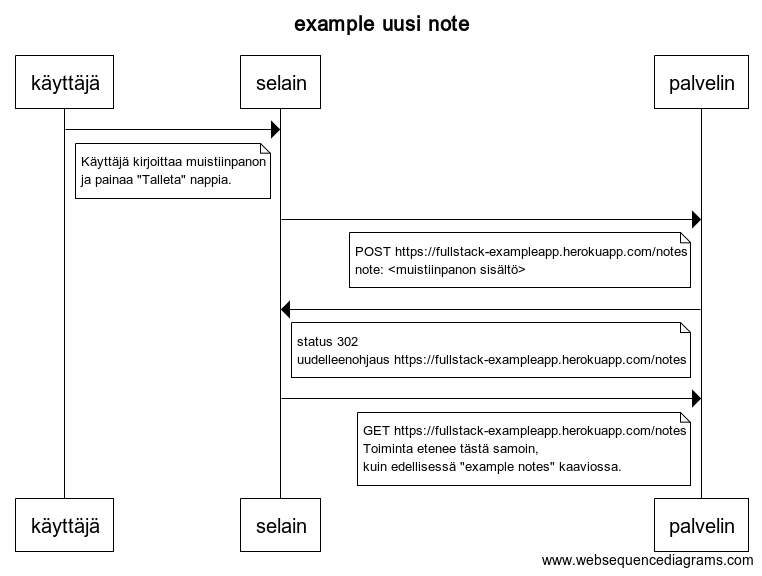 example uusi note
käyttäjä
selain
palvelin
Käyttäjä kirjoittaa muistiinpanon
ja painaa "Talleta" nappia.
POST https://fullstack-exampleapp.herokuapp.com/notes
note: <muistiinpanon sisältö>
status 302
uudelleenohjaus https://fullstack-exampleapp.herokuapp.com/notes
GET https://fullstack-exampleapp.herokuapp.com/notes
Toiminta etenee tästä samoin,
kuin edellisessä "example notes" kaaviossa.
käyttäjä
selain
palvelin
www.websequencediagrams.com